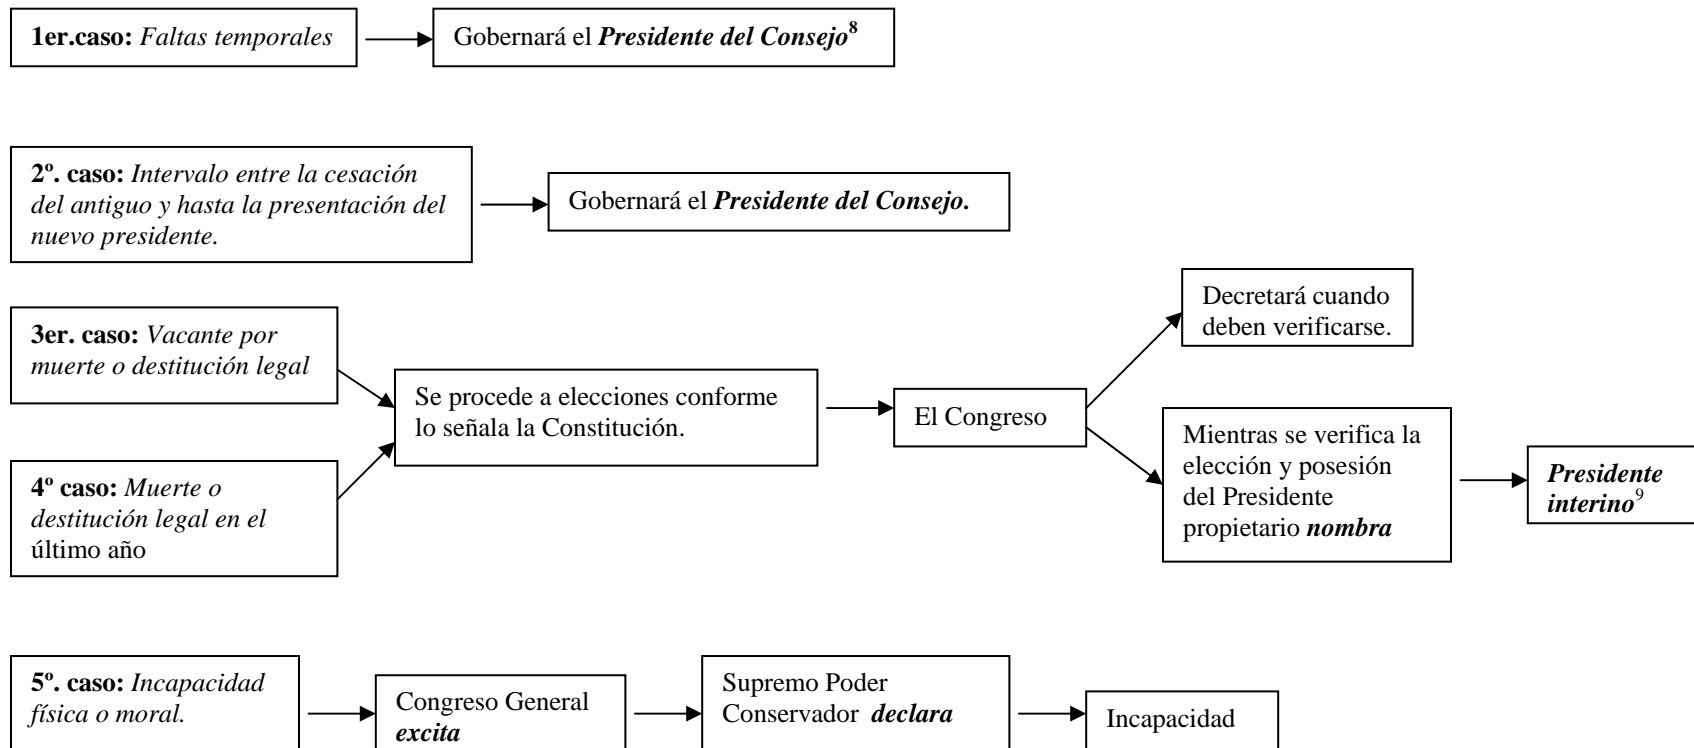 1er.caso: Faltas temporales
Gobernará el Presidente del Consejo⁸
2º. caso: Intervalo entre la cesación
del antiguo y hasta la presentación del
nuevo presidente.
Gobernará el Presidente del Consejo.
3er. caso: Vacante por
muerte o destitución legal
4º caso: Muerte o
destitución legal en el
último año
Se procede a elecciones conforme
lo señala la Constitución.
El Congreso
Decretará cuando
deben verificarse.
Mientras se verifica la
elección y posesión
del Presidente
propietario nombra
Presidente
interino⁹
5º. caso: Incapacidad
física o moral.
Congreso General
excita
Supremo Poder
Conservador declara
Incapacidad